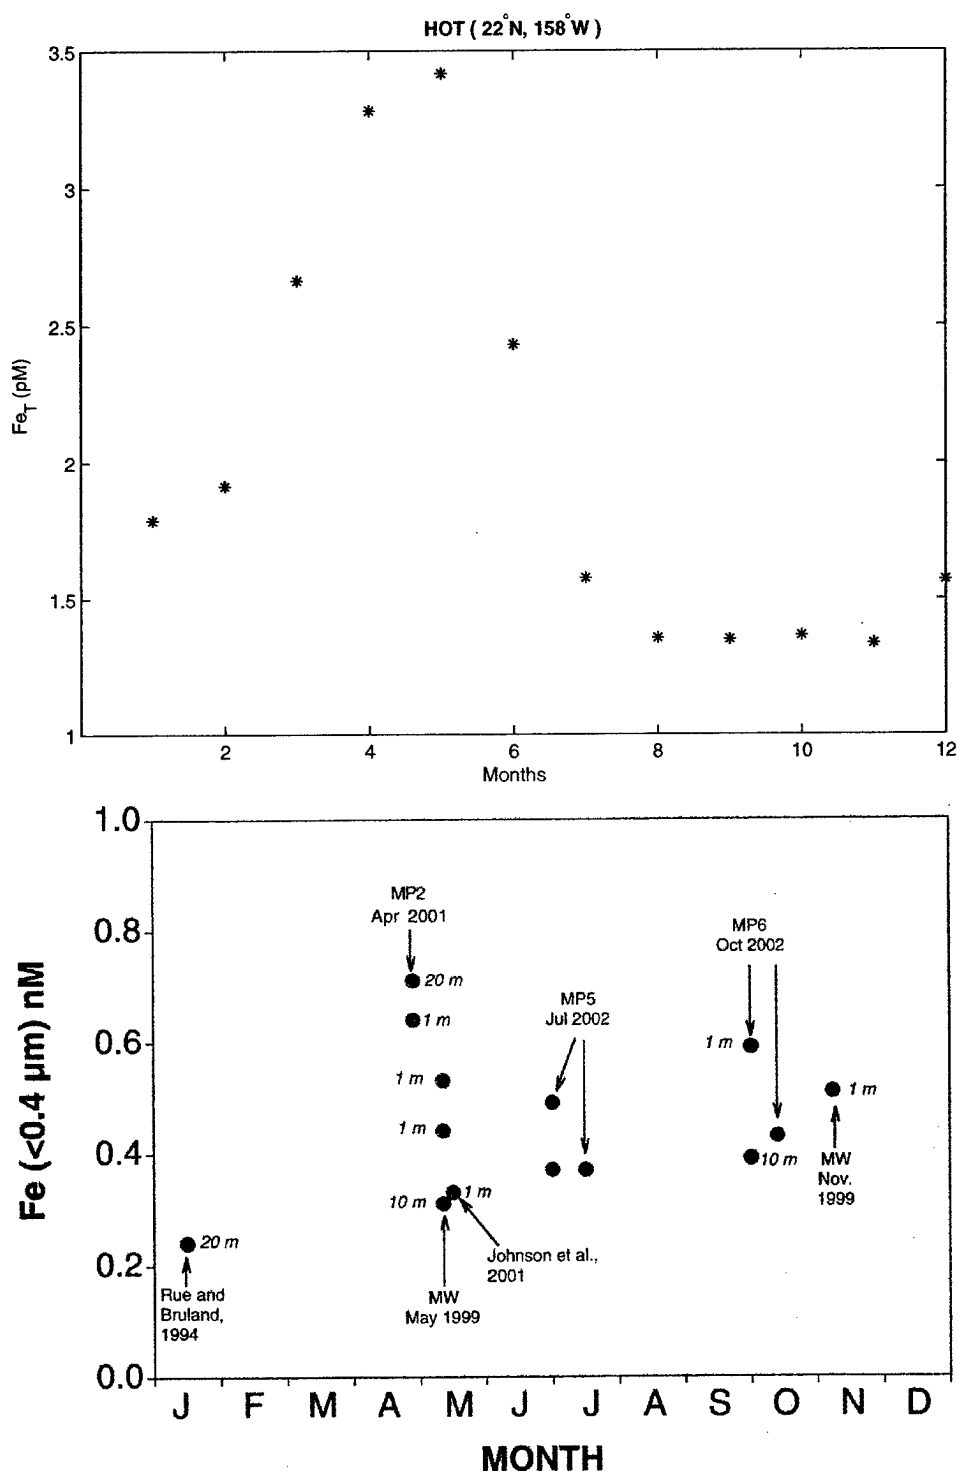 HOT ( 22°N, 158°W )
3.5
3
2.5
2
1.5
1
Fe_T (pM)
2
4
6
8
10
12
Months
1.0
0.8
0.6
0.4
0.2
0.0
Fe (<0.4 µm) nM
MP2
Apr 2001
20 m
1 m
1 m
1 m
10 m
1 m
Johnson et al.,
2001
MW
May 1999
20 m
Rue and
Bruland,
1994
MP5
Jul 2002
MP6
Oct 2002
1 m
10 m
1 m
MW
Nov.
1999
J F M A M J J A S O N D
MONTH